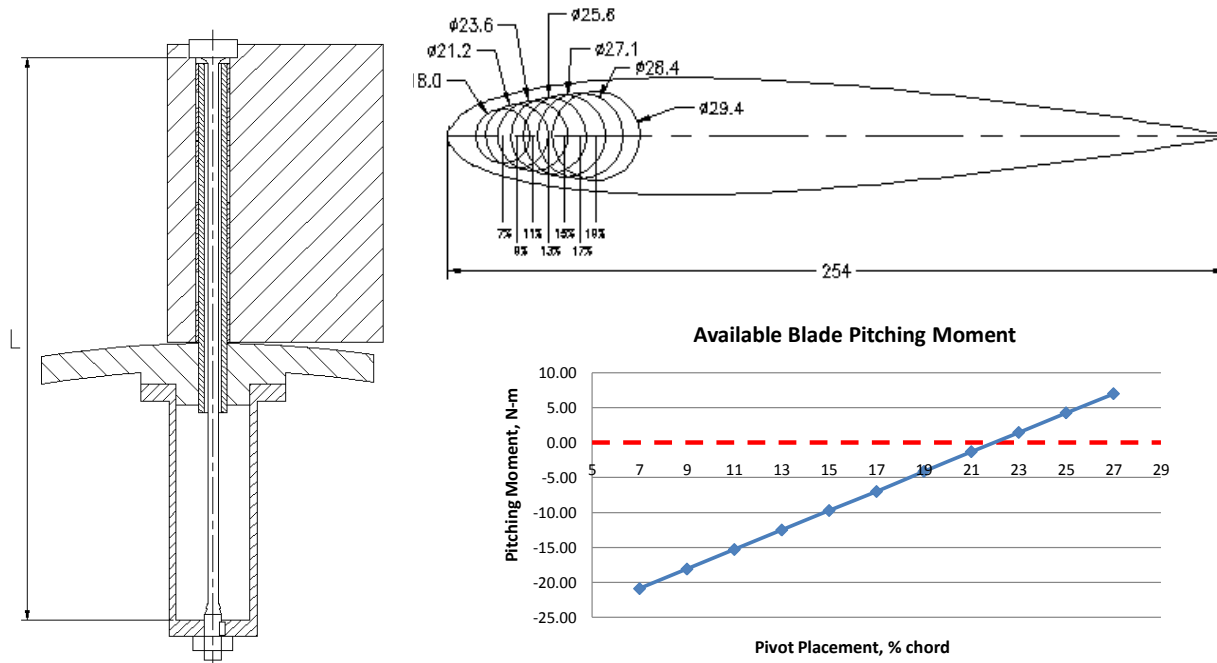 L
ø25.6
ø23.6
ø27.1
ø21.2
ø28.4
18.0
ø29.4
7% 11% 15% 19%
9% 13% 17%
254
Available Blade Pitching Moment
Pitching Moment, N-m
10.00
5.00
0.00
-5.00
-10.00
-15.00
-20.00
-25.00
5 7 9 11 13 15 17 19 21 23 25 27 29
Pivot Placement, % chord